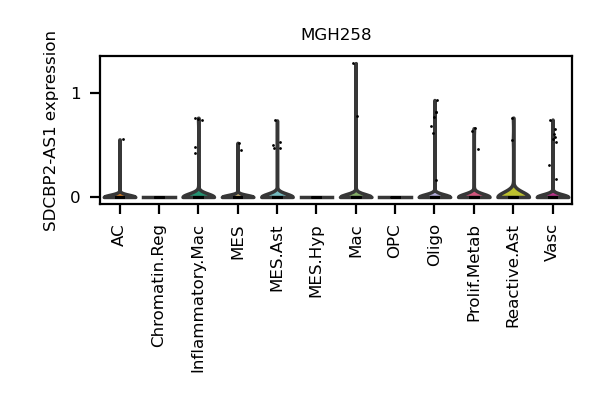 MGH258
SDCBP2-AS1 expression
1
0
AC
Chromatin.Reg
Inflammatory.Mac
MES
MES.Ast
MES.Hyp
Mac
OPC
Oligo
Prolif.Metab
Reactive.Ast
Vasc